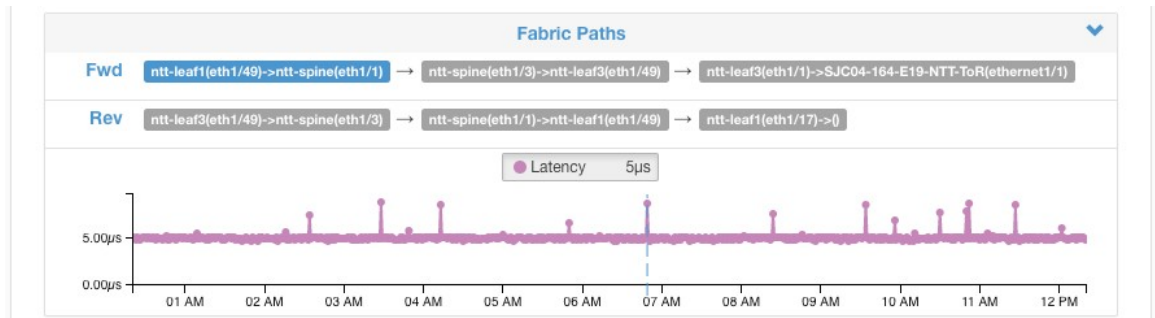 Fabric Paths
Fwd ntt-leaf1(eth1/49)->ntt-spine(eth1/1) → ntt-spine(eth1/3)->ntt-leaf3(eth1/49) → ntt-leaf3(eth1/1)->SJC04-164-E19-NTT-ToR(ethernet1/1)
Rev ntt-leaf3(eth1/49)->ntt-spine(eth1/3) → ntt-spine(eth1/1)->ntt-leaf1(eth1/49) → ntt-leaf1(eth1/17)->()
Latency 5µs
5.00µs
0.00µs
01 AM 02 AM 03 AM 04 AM 05 AM 06 AM 07 AM 08 AM 09 AM 10 AM 11 AM 12 PM